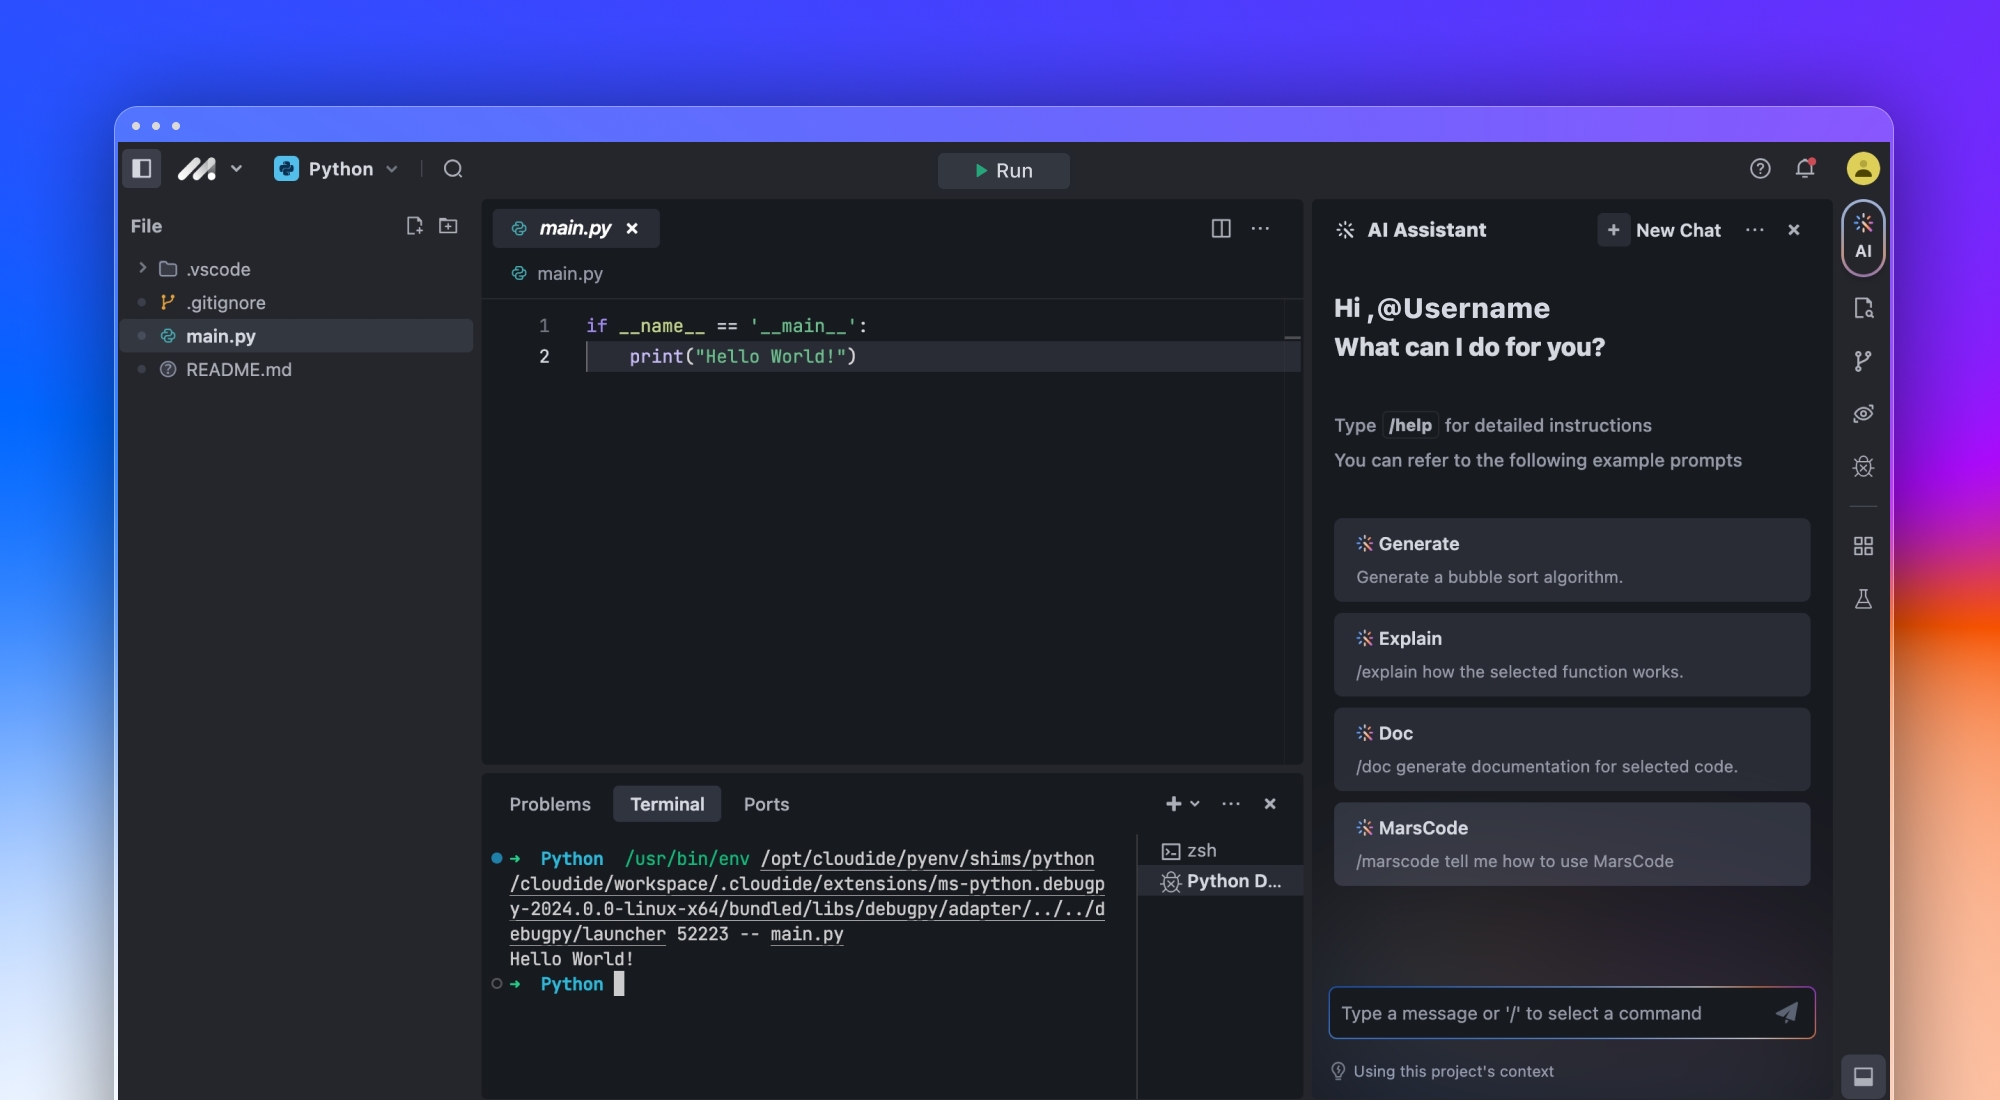 Python
Run
File
.vscode
.gitignore
main.py
README.md
main.py
main.py
1 if __name__ == '__main__':
2 print("Hello World!")
Problems Terminal Ports
➜ Python /usr/bin/env /opt/cloudide/pyenv/shims/python
/cloudide/workspace/.cloudide/extensions/ms-python.debugp
y-2024.0.0-linux-x64/bundled/libs/debugpy/adapter/../../d
ebugpy/launcher 52223 -- main.py
Hello World!
➜ Python
zsh
Python D...
AI Assistant
New Chat
Hi ,@Username
What can I do for you?
Type /help for detailed instructions
You can refer to the following example prompts
Generate
Generate a bubble sort algorithm.
Explain
/explain how the selected function works.
Doc
/doc generate documentation for selected code.
MarsCode
/marscode tell me how to use MarsCode
Type a message or '/' to select a command
Using this project's context
AI